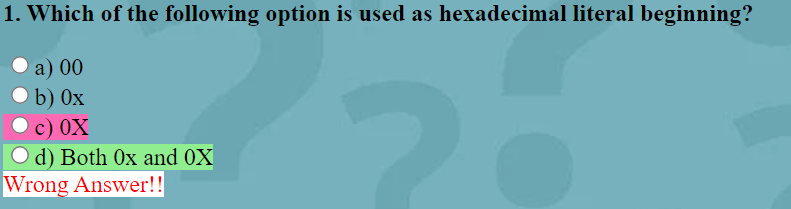 1. Which of the following option is used as hexadecimal literal beginning?
a) 00
b) 0x
c) 0X
d) Both 0x and 0X
Wrong Answer!!